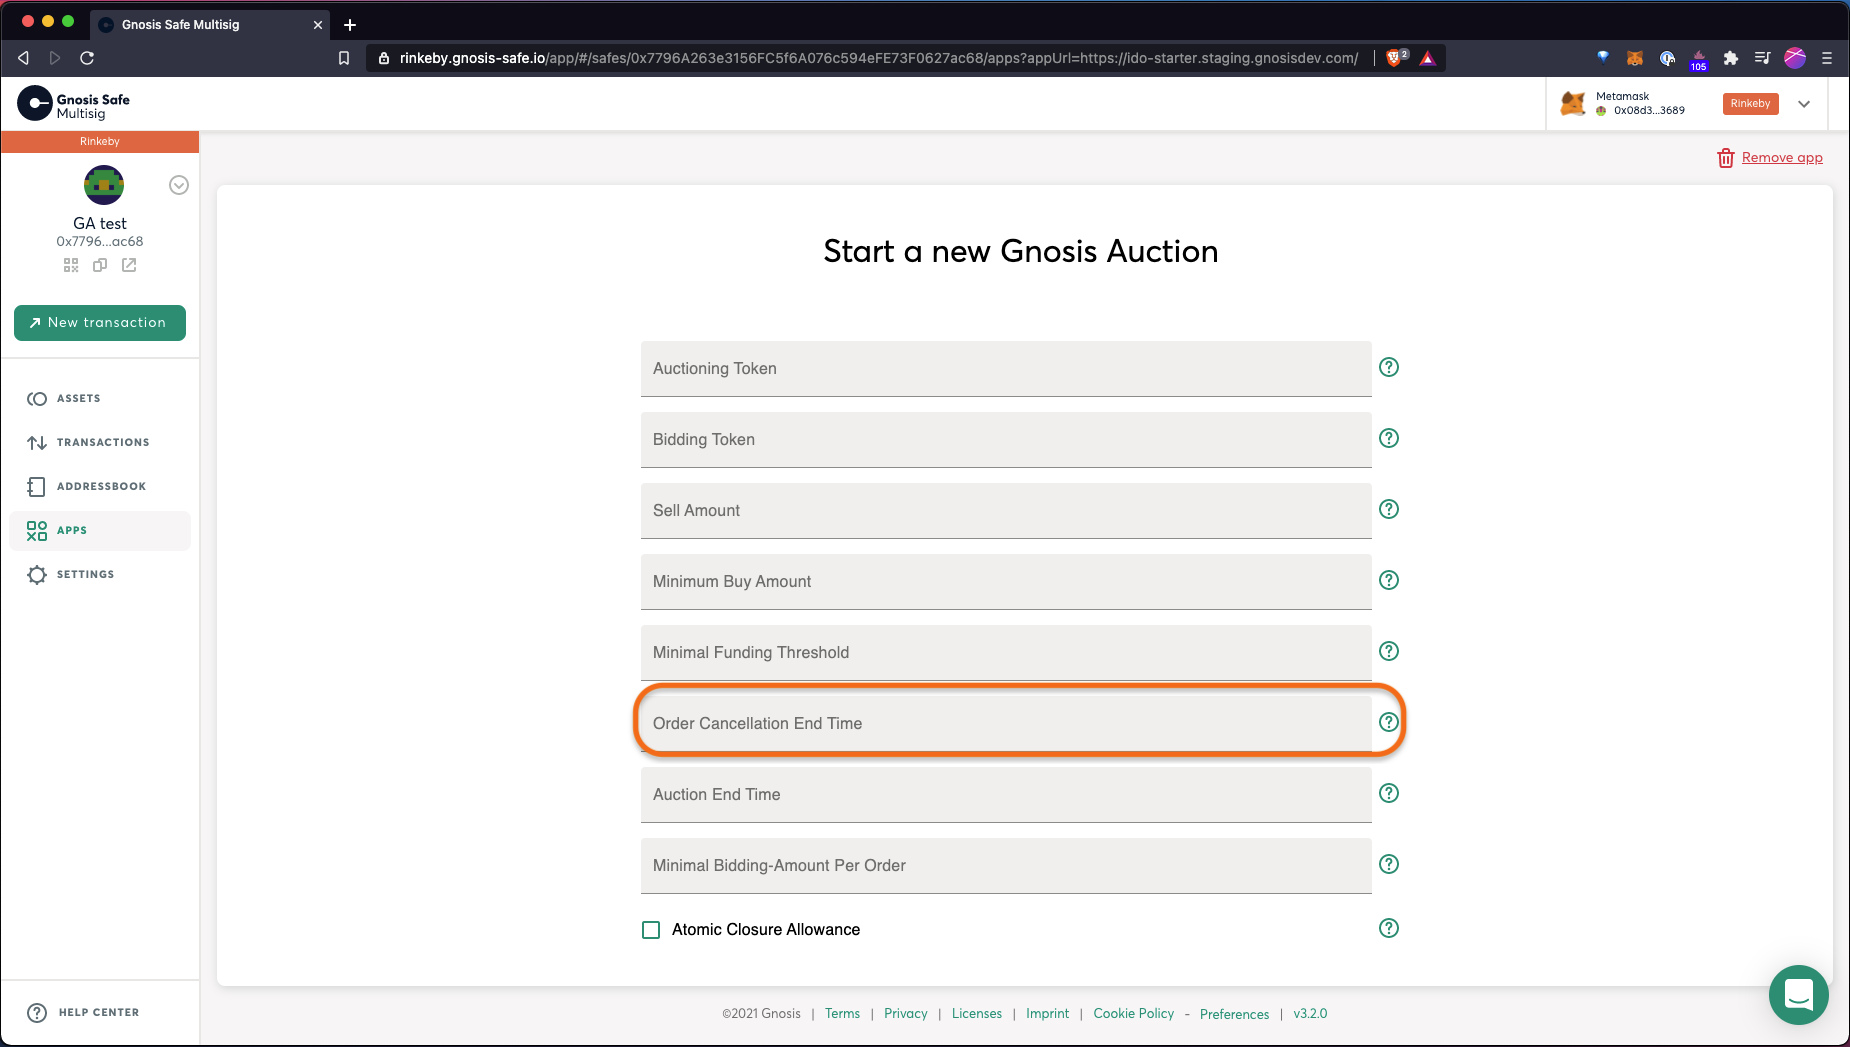 Gnosis Safe Multisig
rinkeby.gnosis-safe.io/app/#/safes/0x7796A263e3156FC5f6A076c594eFE73F0627ac68/apps?appUrl=https://ido-starter.staging.gnosisdev.com/
2
105
Gnosis Safe
Multisig
Metamask
0x08d3...3689
Rinkeby
Rinkeby
Remove app
GA test
0x7796...ac68
New transaction
ASSETS
TRANSACTIONS
ADDRESSBOOK
APPS
SETTINGS
HELP CENTER
Start a new Gnosis Auction
Auctioning Token
Bidding Token
Sell Amount
Minimum Buy Amount
Minimal Funding Threshold
Order Cancellation End Time
Auction End Time
Minimal Bidding-Amount Per Order
Atomic Closure Allowance
©2021 Gnosis | Terms | Privacy | Licenses | Imprint | Cookie Policy - Preferences | v3.2.0